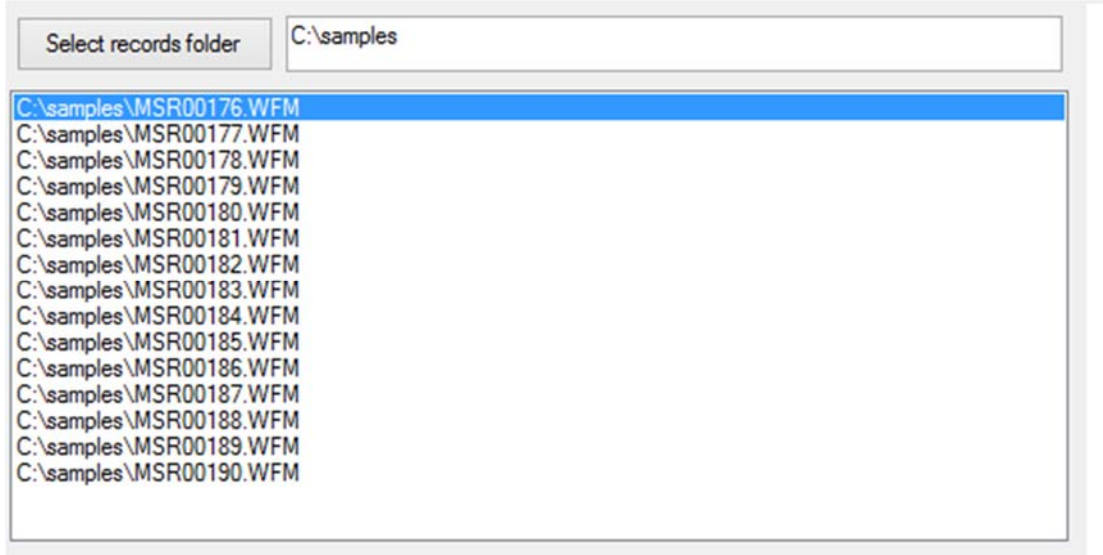 Select records folder
C:\samples
C:\samples\MSR00176.WFM
C:\samples\MSR00177.WFM
C:\samples\MSR00178.WFM
C:\samples\MSR00179.WFM
C:\samples\MSR00180.WFM
C:\samples\MSR00181.WFM
C:\samples\MSR00182.WFM
C:\samples\MSR00183.WFM
C:\samples\MSR00184.WFM
C:\samples\MSR00185.WFM
C:\samples\MSR00186.WFM
C:\samples\MSR00187.WFM
C:\samples\MSR00188.WFM
C:\samples\MSR00189.WFM
C:\samples\MSR00190.WFM